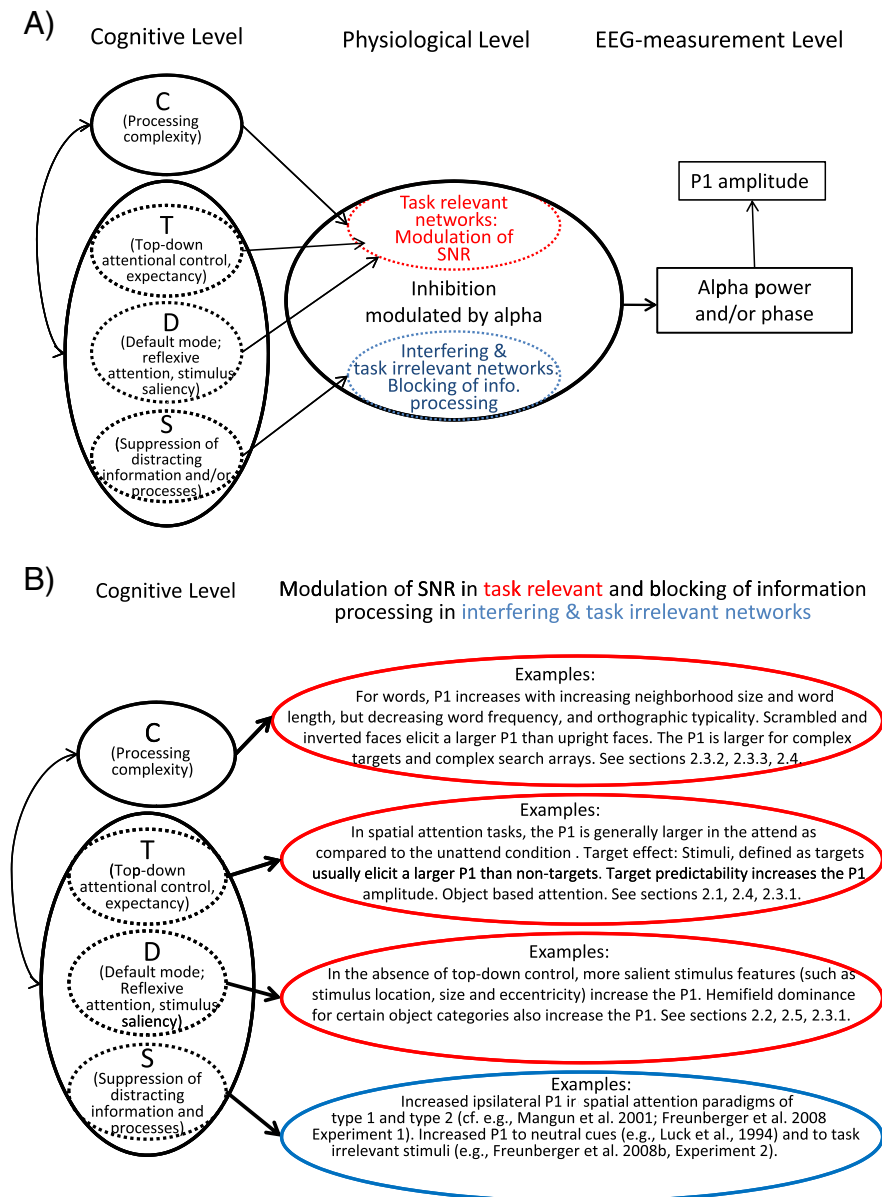 A)
Cognitive Level
Physiological Level
EEG-measurement Level
C
(Processing
complexity)
T
(Top-down
attentional control,
expectancy)
D
(Default mode;
reflexive
attention, stimulus
saliency)
S
(Suppression of
distracting
information and/or
processes)
Task relevant
networks:
Modulation of
SNR
Inhibition
modulated by alpha
Interfering &
task irrelevant networks
Blocking of info.
processing
P1 amplitude
Alpha power
and/or phase
B)
Cognitive Level
Modulation of SNR in task relevant and blocking of information
processing in interfering & task irrelevant networks
C
(Processing
complexity)
Examples:
For words, P1 increases with increasing neighborhood size and word
length, but decreasing word frequency, and orthographic typicality. Scrambled and
inverted faces elicit a larger P1 than upright faces. The P1 is larger for complex
targets and complex search arrays. See sections 2.3.2, 2.3.3, 2.4.
T
(Top-down
attentional control,
expectancy)
Examples:
In spatial attention tasks, the P1 is generally larger in the attend as
compared to the unattend condition . Target effect: Stimuli, defined as targets
usually elicit a larger P1 than non-targets. Target predictability increases the P1
amplitude. Object based attention. See sections 2.1, 2.4, 2.3.1.
D
(Default mode;
Reflexive
attention, stimulus
saliency)
Examples:
In the absence of top-down control, more salient stimulus features (such as
stimulus location, size and eccentricity) increase the P1. Hemifield dominance
for certain object categories also increase the P1. See sections 2.2, 2.5, 2.3.1.
S
(Suppression of
distracting
information and
processes)
Examples:
Increased ipsilateral P1 ir spatial attention paradigms of
type 1 and type 2 (cf. e.g., Mangun et al. 2001; Freunberger et al. 2008
Experiment 1). Increased P1 to neutral cues (e.g., Luck et al., 1994) and to task
irrelevant stimuli (e.g., Freunberger et al. 2008b, Experiment 2).